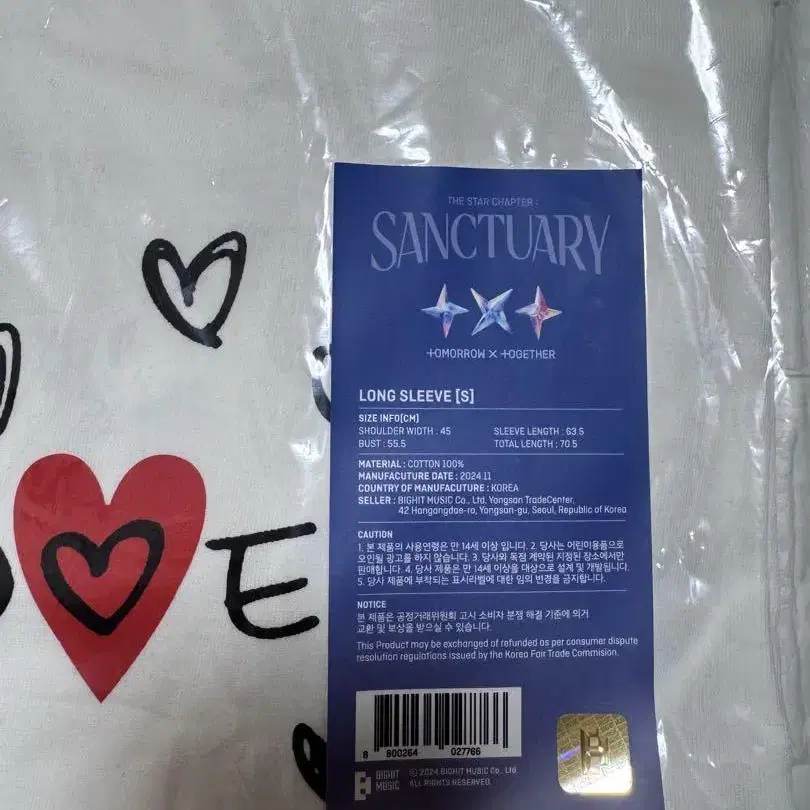 THE STAR CHAPTER :
SANCTUARY
TOMORROW X TOGETHER
LONG SLEEVE [S]
SIZE INFO[CM]
SHOULDER WIDTH : 45 SLEEVE LENGTH : 63.5
BUST : 55.5 TOTAL LENGTH : 70.5
MATERIAL : COTTON 100%
MANUFACTURE DATE : 2024.11
COUNTRY OF MANUFACTURE : KOREA
SELLER : BIGHIT MUSIC Co., Ltd, Yongsan TradeCenter,
42 Hangangdae-ro, Yongsan-gu, Seoul, Republic of Korea
CAUTION
1. 본 제품의 사용연령은 만 14세 이상 입니다. 2. 당사는 어린이용품으로
오인될 광고를 하지 않습니다. 3. 당사와 독점 계약된 지정된 장소에서만
판매합니다. 4. 당사 제품은 만 14세 이상을 대상으로 설계 및 개발됩니다.
5. 당사 제품에 부착되는 표시라벨에 대한 임의 변경을 금지합니다.
NOTICE
본 제품은 공정거래위원회 고시 소비자 분쟁 해결 기준에 의거
교환 및 보상을 받으실 수 있습니다.
This Product may be exchanged of refunded as per consumer dispute
resolution regulations issued by the Korea Fair Trade Commision.
8 800264 027766
BIGHIT
MUSIC
ⓒ 2024 BIGHIT MUSIC Co., Ltd.
ALL RIGHTS RESERVED.
E